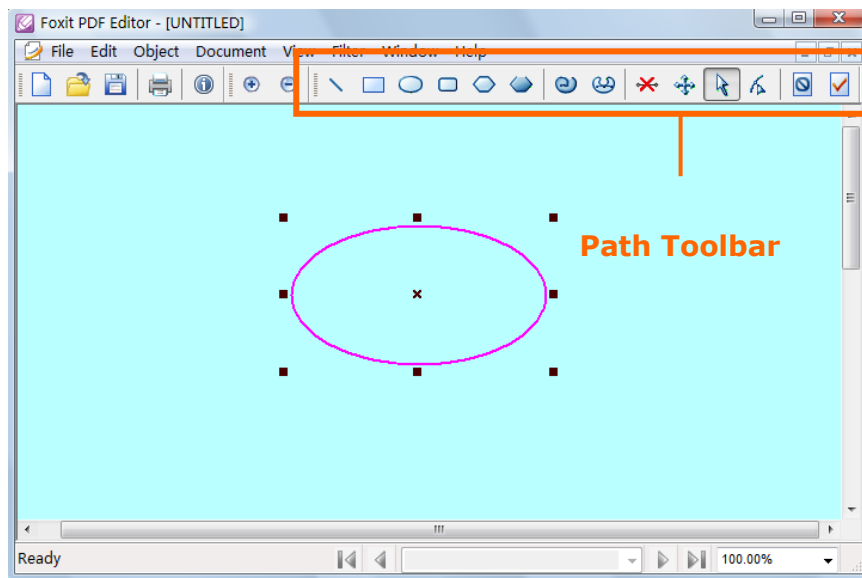 Foxit PDF Editor - [UNTITLED]
File Edit Object Document View Filter Window Help
Path Toolbar
Ready 100.00%